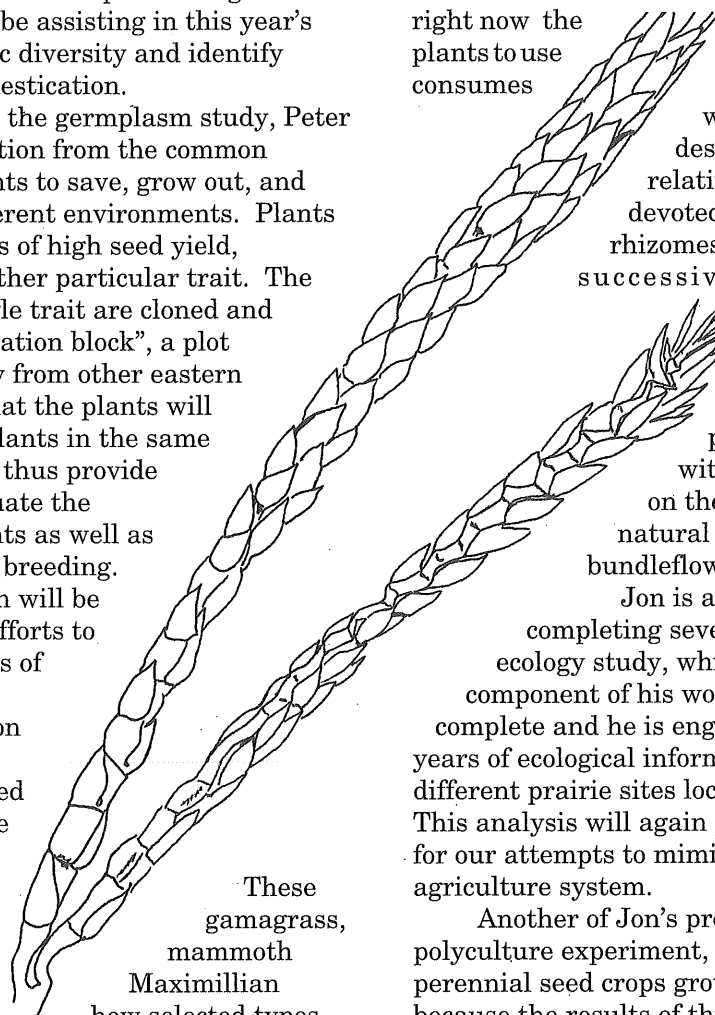 be assisting in this year's
c diversity and identify
estication.
the germplasm study, Peter
tion from the common
nts to save, grow out, and
erent environments. Plants
s of high seed yield,
ther particular trait. The
le trait are cloned and
ation block", a plot
y from other eastern
at the plants will
lants in the same
thus provide
uate the
nts as well as
breeding.
n will be
fforts to
s of
on
ed
e
These
gamagrass,
mammoth
Maximillian
how selected types
right now the
plants to use
consumes
w
des
relati
devoted
rhizomes
successiv
p
wit
on the
natural
bundleflow
Jon is a
completing seve
ecology study, whi
component of his wo
complete and he is eng
years of ecological inform
different prairie sites loc
This analysis will again
for our attempts to mimi
agriculture system.
Another of Jon's pro
polyculture experiment,
perennial seed crops grov
because the results of th